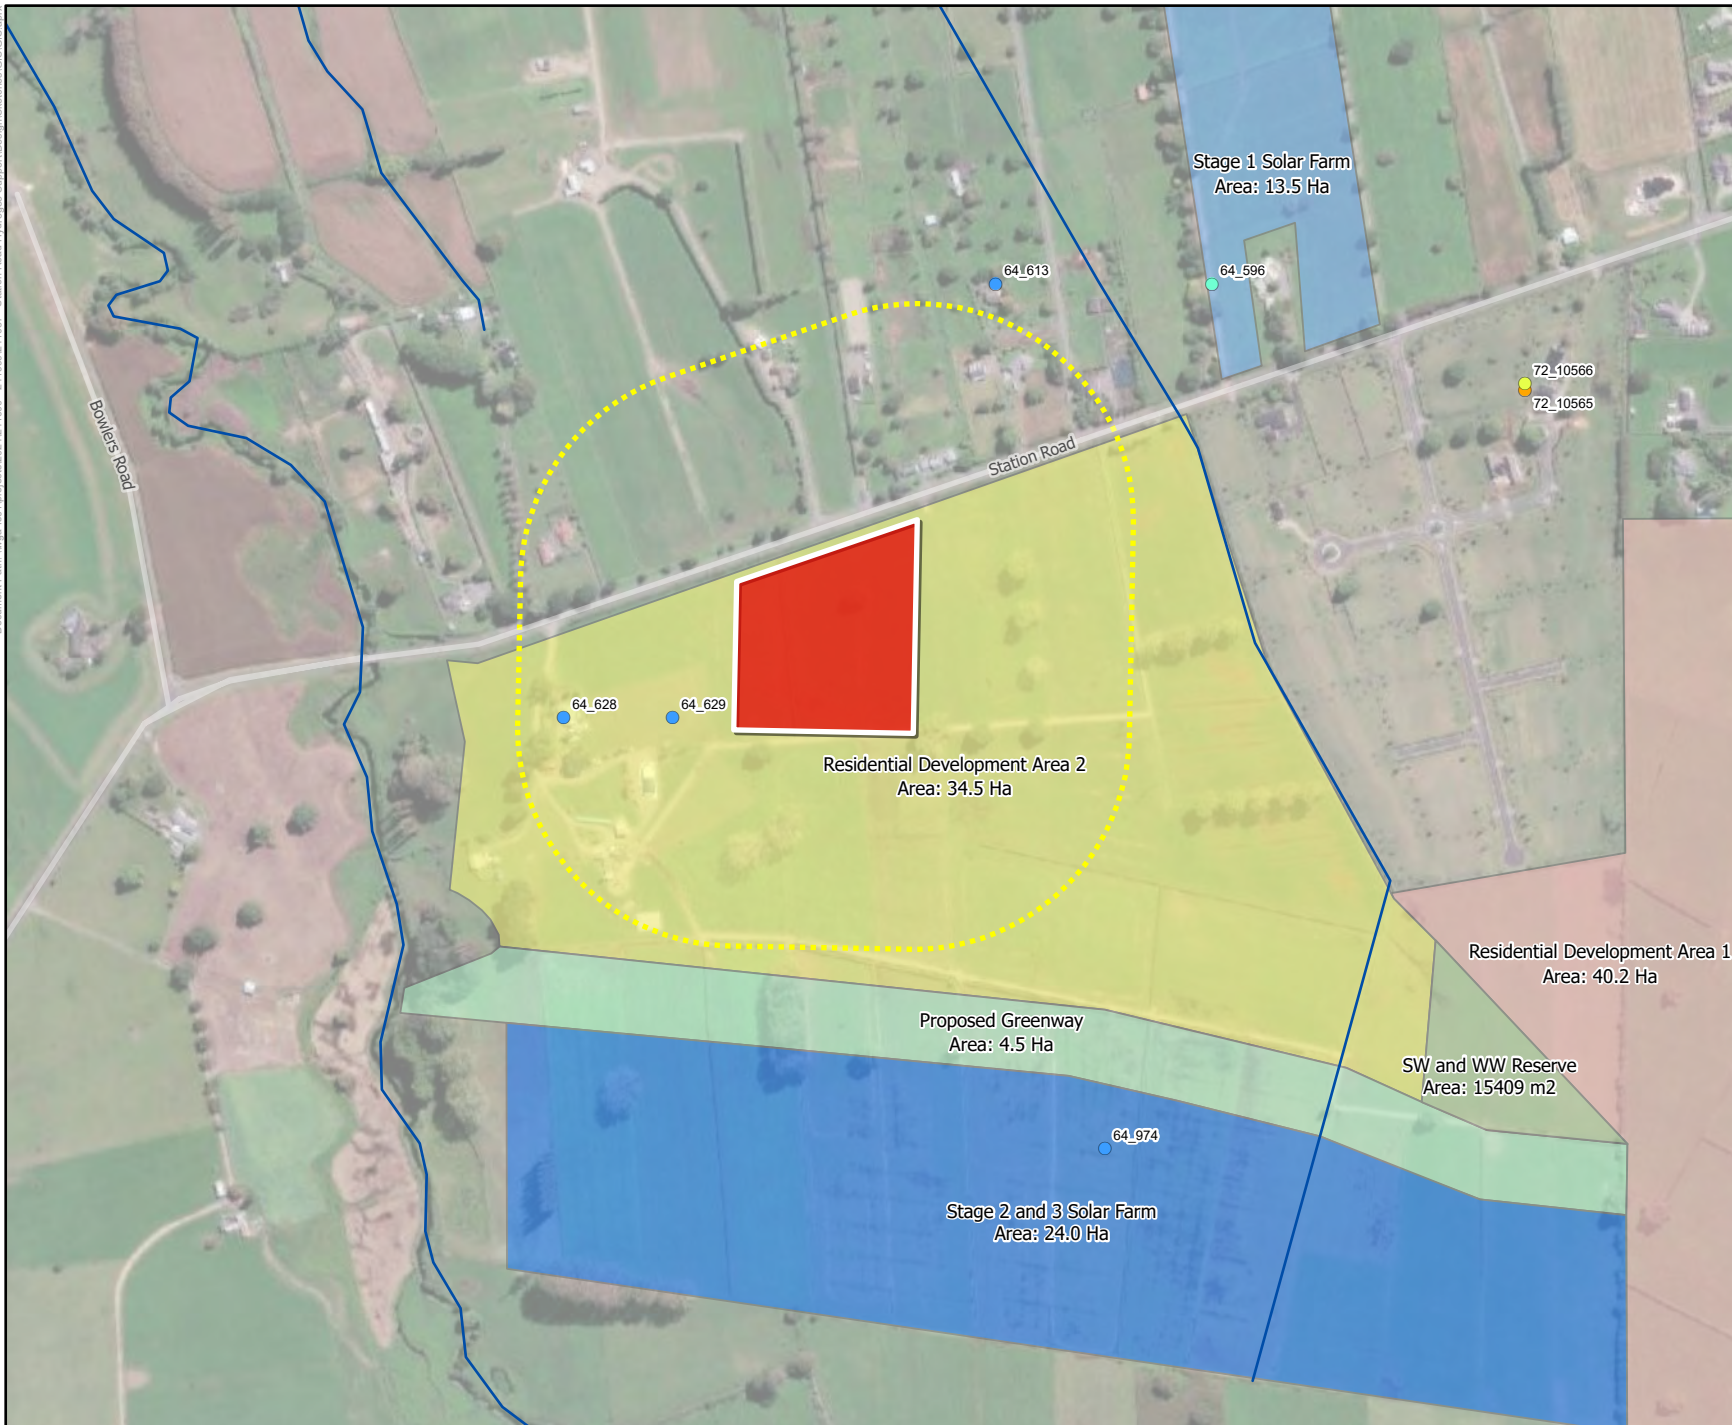 Stage 1 Solar Farm
Area: 13.5 Ha
64_613
64_596
72_10566
72_10565
Bowlers Road
Station Road
64_628
64_629
Residential Development Area 2
Area: 34.5 Ha
Residential Development Area 1
Area: 40.2 Ha
Proposed Greenway
Area: 4.5 Ha
SW and WW Reserve
Area: 15409 m2
64_974
Stage 2 and 3 Solar Farm
Area: 24.0 Ha